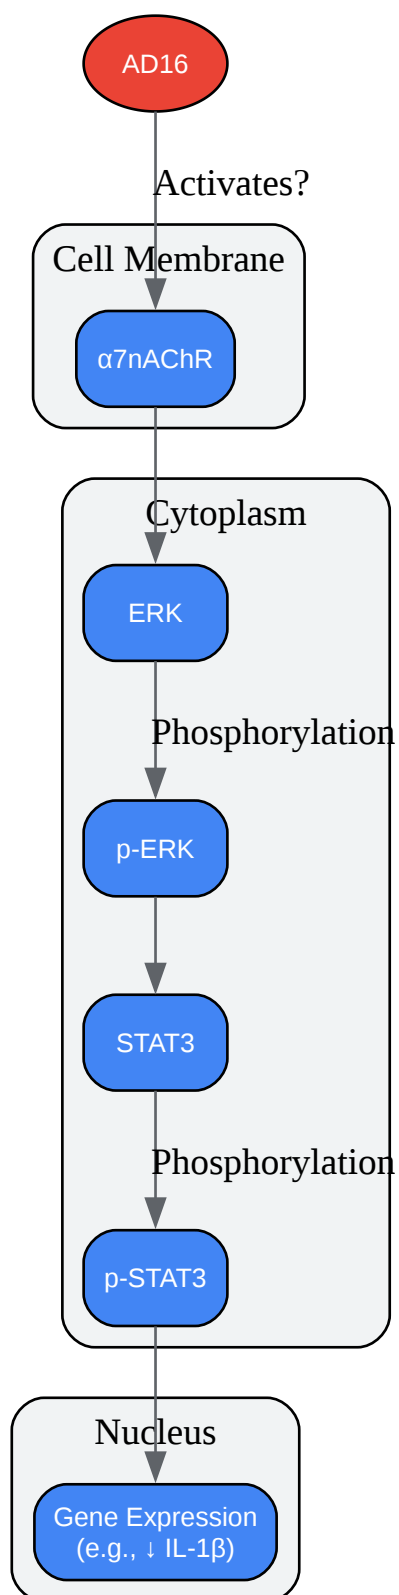 AD16
Activates?
Cell Membrane
α7nAChR
Cytoplasm
ERK
Phosphorylation
p-ERK
STAT3
Phosphorylation
p-STAT3
Nucleus
Gene Expression
(e.g., ↓ IL-1β)